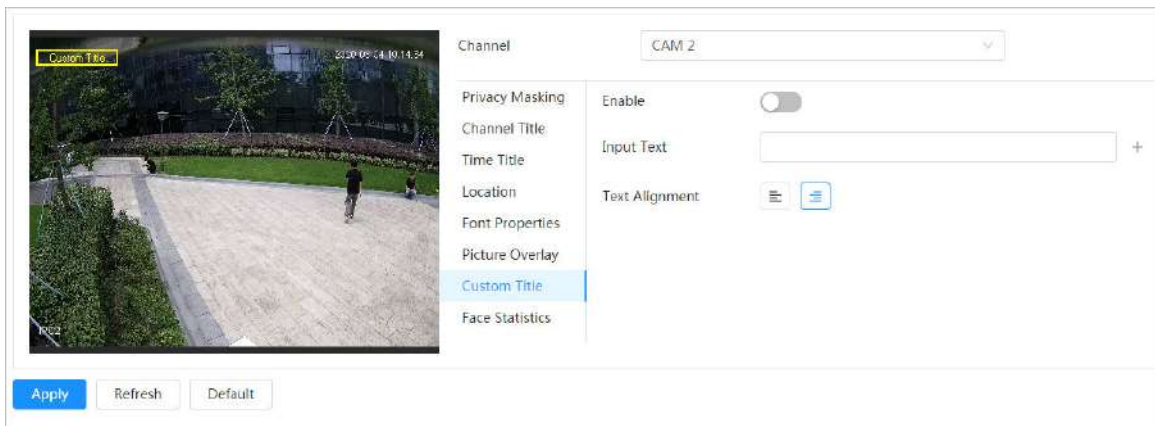 Custom Title...
Channel
CAM 2
Privacy Masking
Channel Title
Time Title
Location
Font Properties
Picture Overlay
Custom Title
Face Statistics
Enable
Input Text
+
Text Alignment
Apply
Refresh
Default